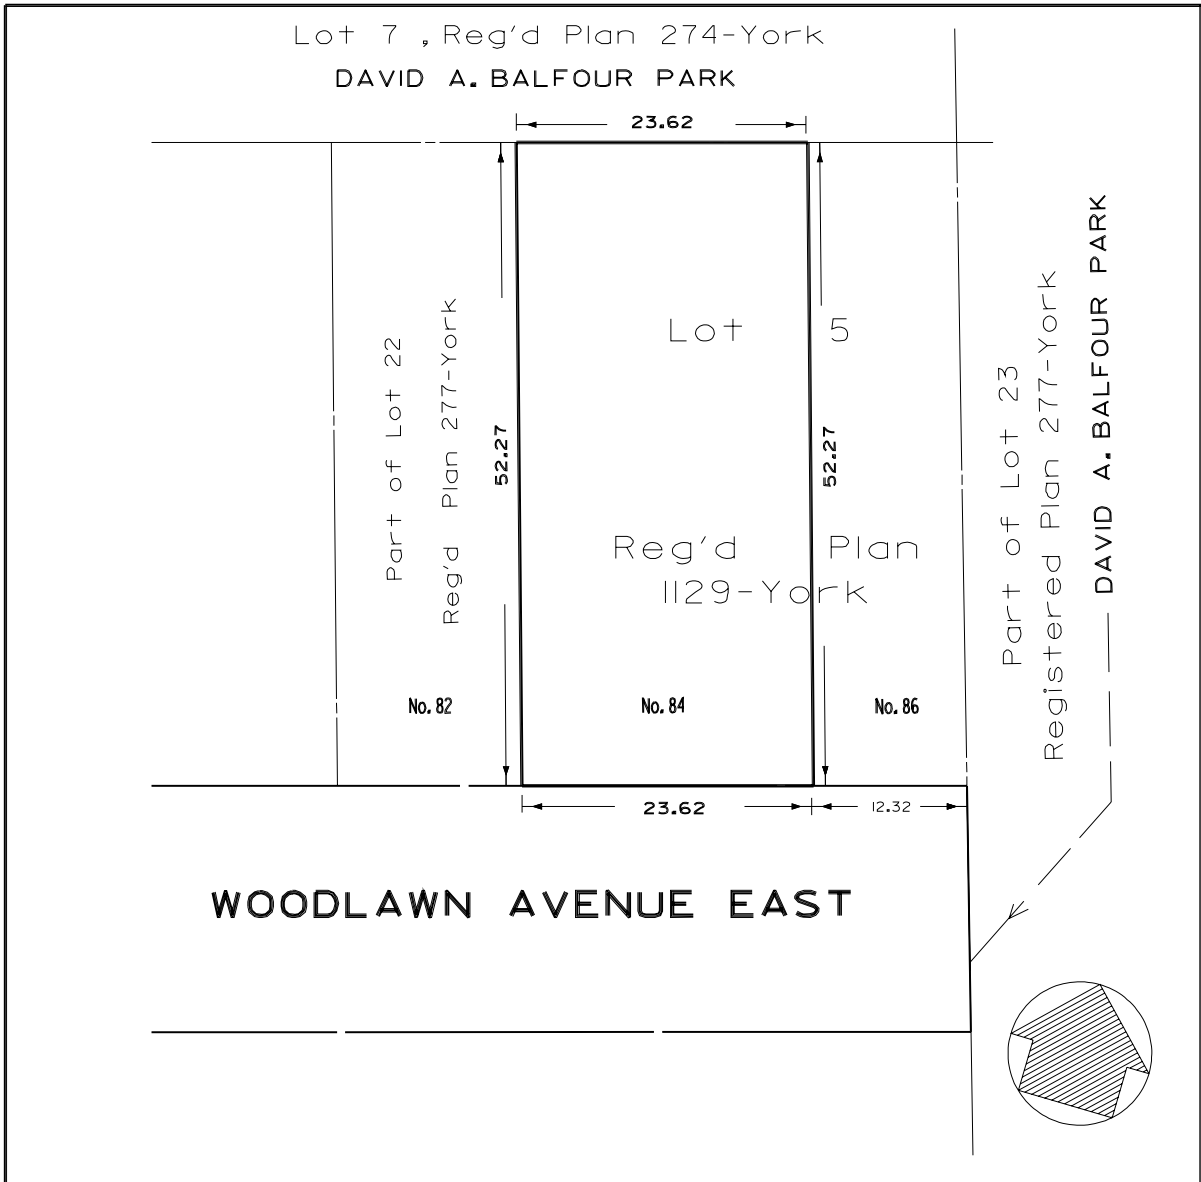 Lot 7 , Reg'd Plan 274-York
DAVID A. BALFOUR PARK
23.62
Part of Lot 22
Reg'd Plan 277-York
52.27
Lot 5
52.27
Reg'd Plan
1129-York
Part of Lot 23
Registered Plan 277-York
DAVID A. BALFOUR PARK
No. 82
No. 84
No. 86
23.62
12.32
WOODLAWN AVENUE EAST